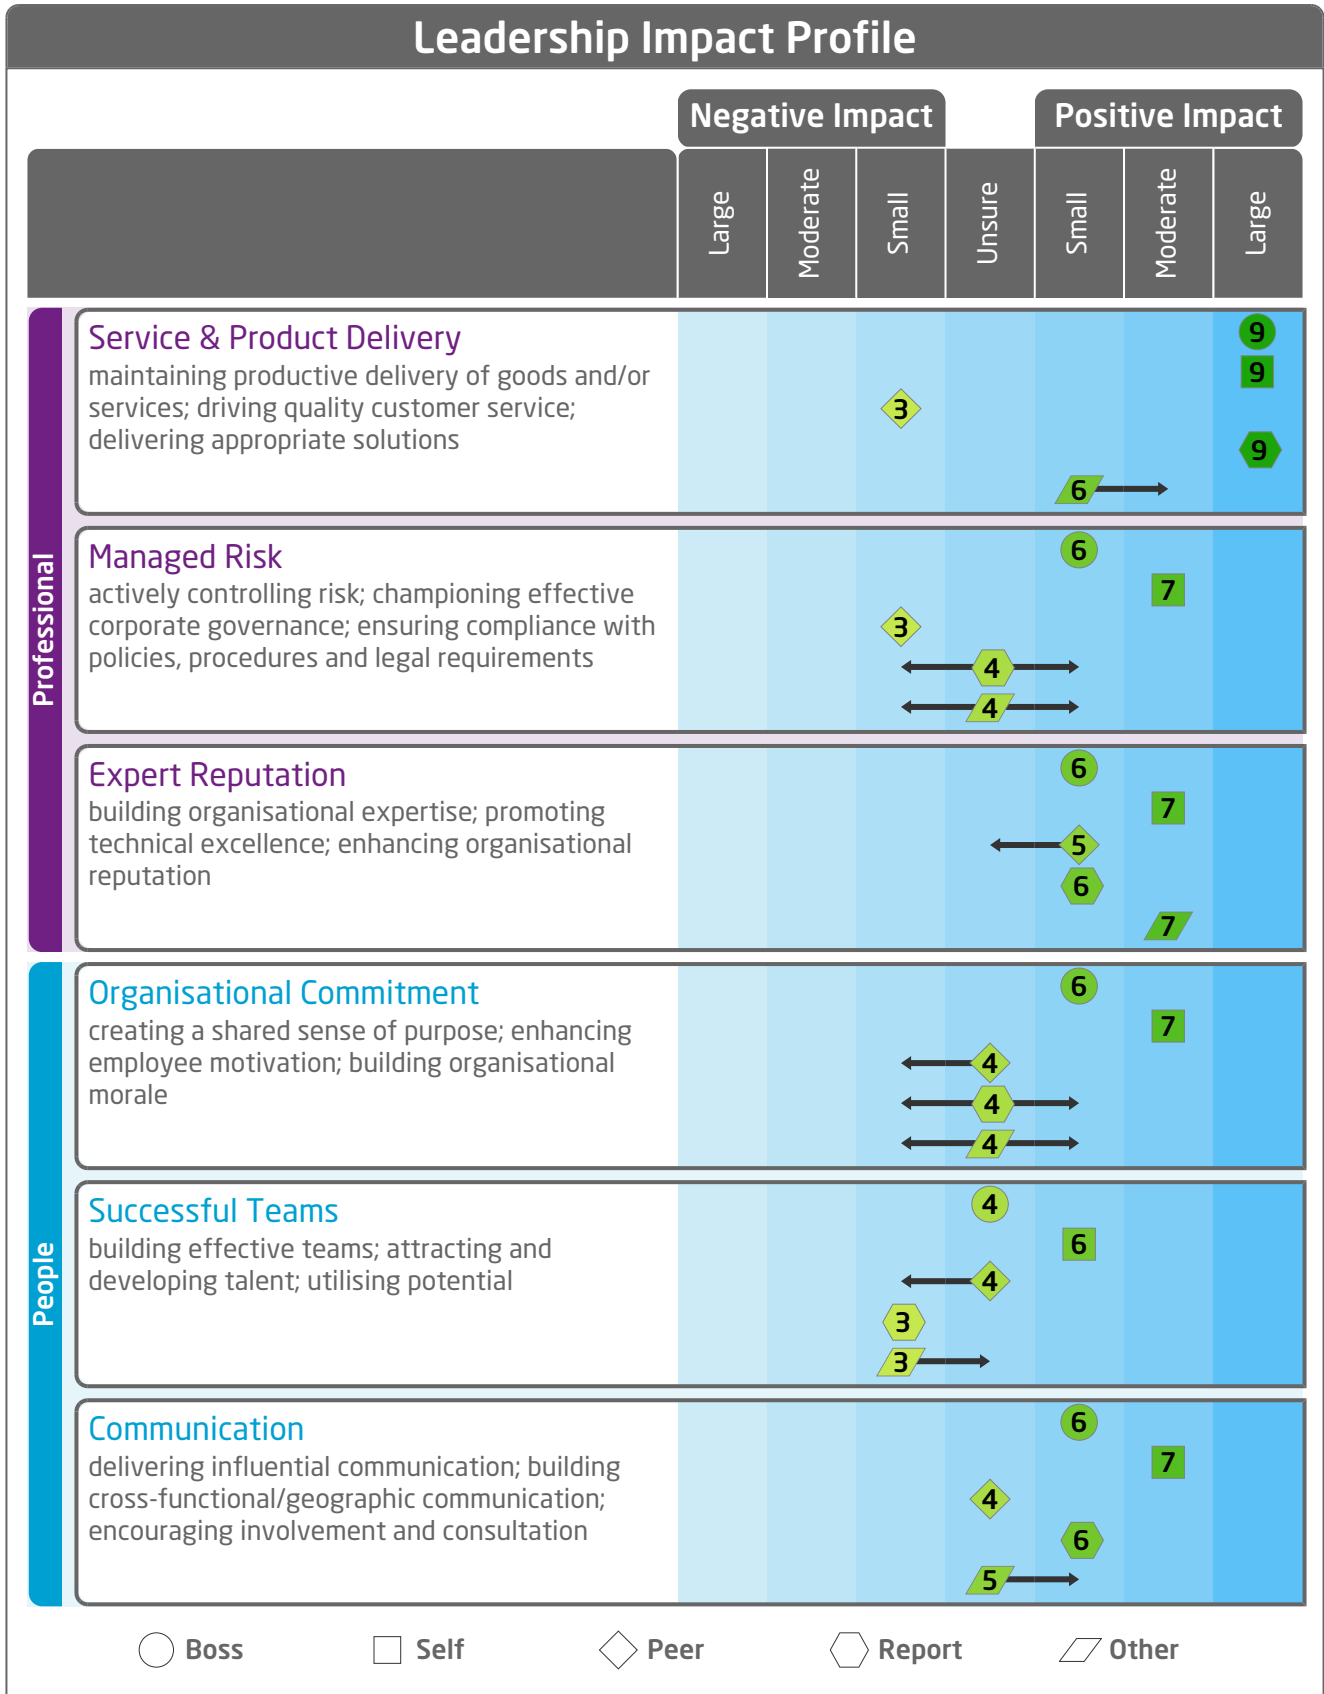 Leadership Impact Profile
Negative Impact
Positive Impact
Large
Moderate
Small
Unsure
Small
Moderate
Large
Professional
Service & Product Delivery
maintaining productive delivery of goods and/or
services; driving quality customer service;
delivering appropriate solutions
9
9
3
9
6
Managed Risk
actively controlling risk; championing effective
corporate governance; ensuring compliance with
policies, procedures and legal requirements
6
7
3
4
4
Expert Reputation
building organisational expertise; promoting
technical excellence; enhancing organisational
reputation
6
7
5
6
7
People
Organisational Commitment
creating a shared sense of purpose; enhancing
employee motivation; building organisational
morale
6
7
4
4
4
Successful Teams
building effective teams; attracting and
developing talent; utilising potential
4
6
4
3
3
Communication
delivering influential communication; building
cross-functional/geographic communication;
encouraging involvement and consultation
6
7
4
6
5
Boss
Self
Peer
Report
Other